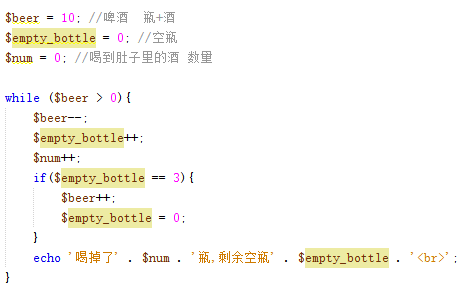 $beer = 10; //啤酒  瓶+酒
$empty_bottle = 0; //空瓶
$num = 0; //喝到肚子里的酒 数量

while ($beer > 0){
    $beer--;
    $empty_bottle++;
    $num++;
    if($empty_bottle == 3){
        $beer++;
        $empty_bottle = 0;
    }
    echo '喝掉了' . $num . '瓶,剩余空瓶' . $empty_bottle . '<br>';
}